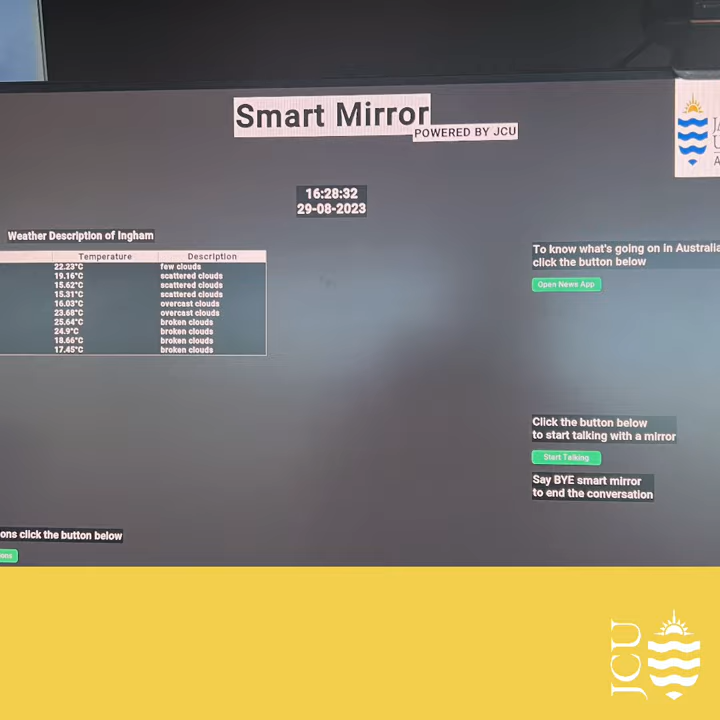 Smart Mirror
POWERED BY JCU
16:28:32
29-08-2023
Weather Description of Ingham
Temperature Description
22.23°C few clouds
19.16°C scattered clouds
15.62°C scattered clouds
15.31°C scattered clouds
16.03°C overcast clouds
23.68°C overcast clouds
25.64°C broken clouds
24.9°C broken clouds
18.66°C broken clouds
17.45°C broken clouds
To know what's going on in Australia
click the button below
Open News App
Click the button below
to start talking with a mirror
Start Talking
Say BYE smart mirror
to end the conversation
ons click the button below
ons
JCU